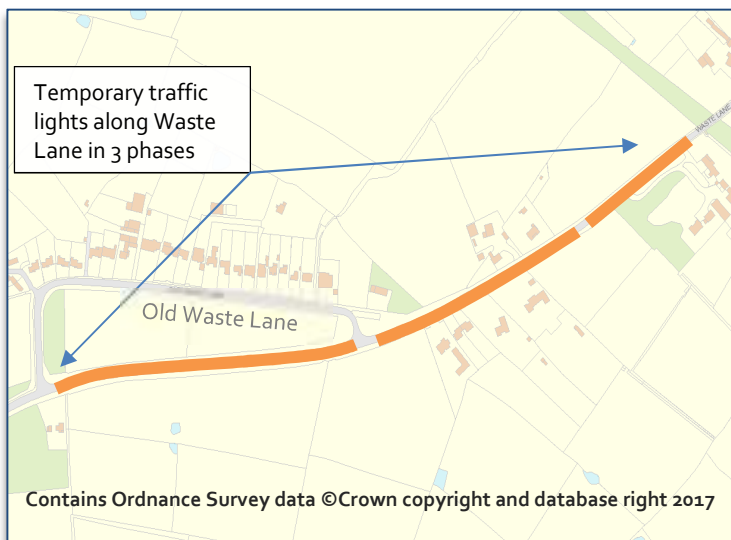 Temporary traffic
lights along Waste
Lane in 3 phases
WASTE LANE
Old Waste Lane
Contains Ordnance Survey data ©Crown copyright and database right 2017